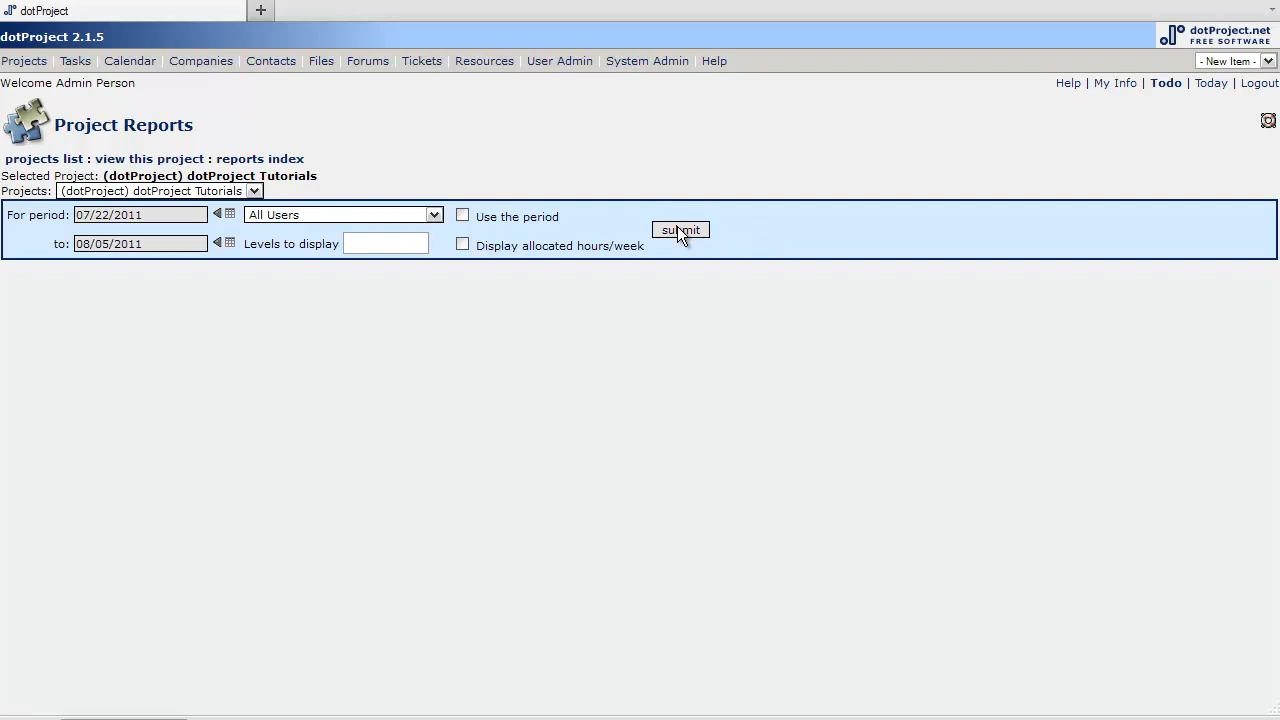 dotProject
+
dotProject 2.1.5
dotProject.net
FREE SOFTWARE
Projects | Tasks | Calendar | Companies | Contacts | Files | Forums | Tickets | Resources | User Admin | System Admin | Help
- New Item -
Welcome Admin Person
Help | My Info | Todo | Today | Logout
Project Reports
projects list : view this project : reports index
Selected Project: (dotProject) dotProject Tutorials
Projects: (dotProject) dotProject Tutorials
For period: 07/22/2011 All Users Use the period
submit
to: 08/05/2011 Levels to display Display allocated hours/week